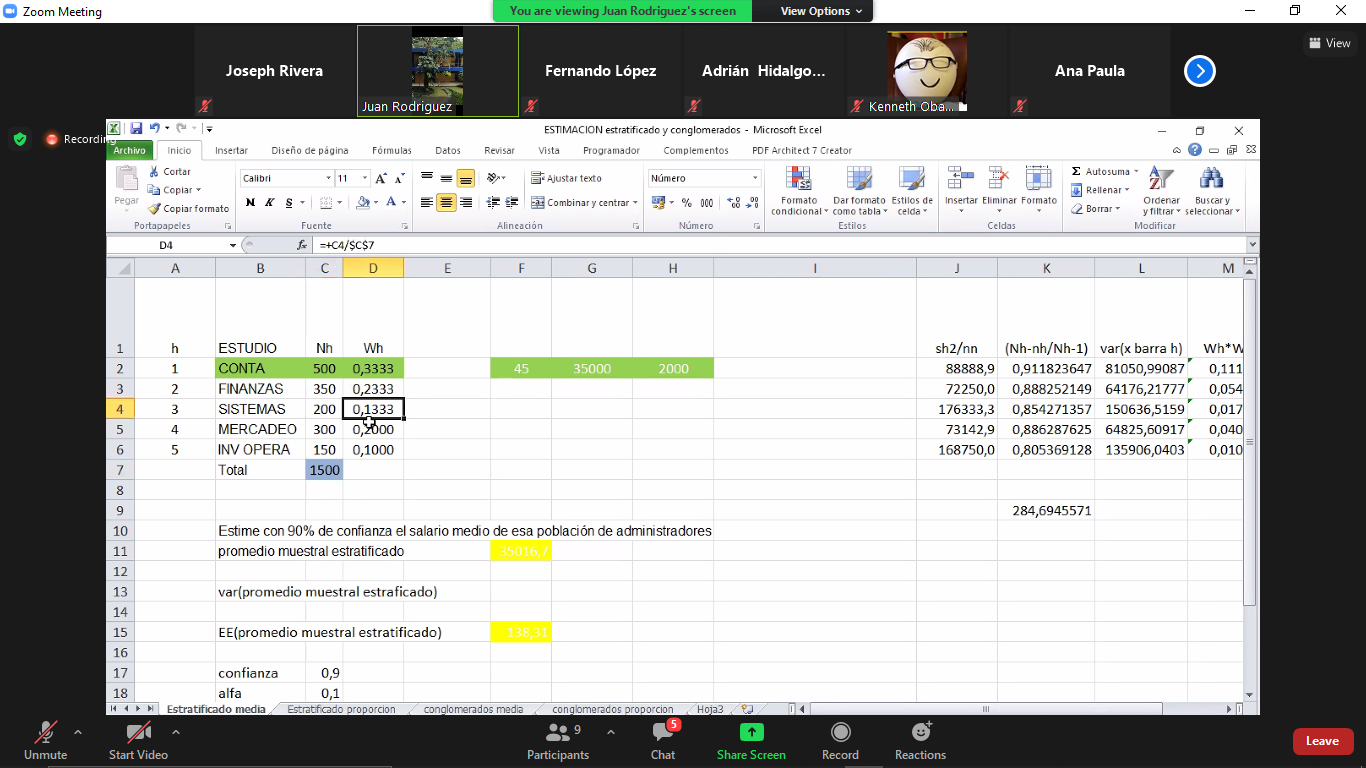 Zoom Meeting
You are viewing Juan Rodriguez's screen
View Options
View
Joseph Rivera
Juan Rodriguez
Fernando López
Adrián Hidalgo...
Kenneth Oba...
Ana Paula
Recording
ESTIMACION estratificado y conglomerados - Microsoft Excel
Archivo Inicio Insertar Diseño de página Fórmulas Datos Revisar Vista Programador Complementos PDF Architect 7 Creator
Pegar
Cortar
Copiar
Copiar formato
Portapapeles
Calibri 11
N K S
Fuente
Ajustar texto
Combinar y centrar
Alineación
Número
% 000
Número
Formato condicional
Dar formato como tabla
Estilos de celda
Estilos
Insertar Eliminar Formato
Celdas
Autosuma
Rellenar
Borrar
Ordenar y filtrar
Buscar y seleccionar
Modificar
D4 fx =+C4/$C$7
A B C D E F G H I J K L M
1 h ESTUDIO Nh Wh sh2/nn (Nh-nh/Nh-1) var(x barra h) Wh*W
2 1 CONTA 500 0,3333 45 35000 2000 88888,9 0,911823647 81050,99087 0,111
3 2 FINANZAS 350 0,2333 72250,0 0,888252149 64176,21777 0,054
4 3 SISTEMAS 200 0,1333 176333,3 0,854271357 150636,5159 0,017
5 4 MERCADEO 300 0,2000 73142,9 0,886287625 64825,60917 0,040
6 5 INV OPERA 150 0,1000 168750,0 0,805369128 135906,0403 0,010
7 Total 1500
8
9 284,6945571
10 Estime con 90% de confianza el salario medio de esa población de administradores
11 promedio muestral estratificado 35016,7
12
13 var(promedio muestral estraficado)
14
15 EE(promedio muestral estratificado) 138,31
16
17 confianza 0,9
18 alfa 0,1
Estratificado media Estratificado proporcion conglomerados media conglomerados proporcion Hoja3
Unmute
Start Video
Participants 9
Chat 5
Share Screen
Record
Reactions
Leave